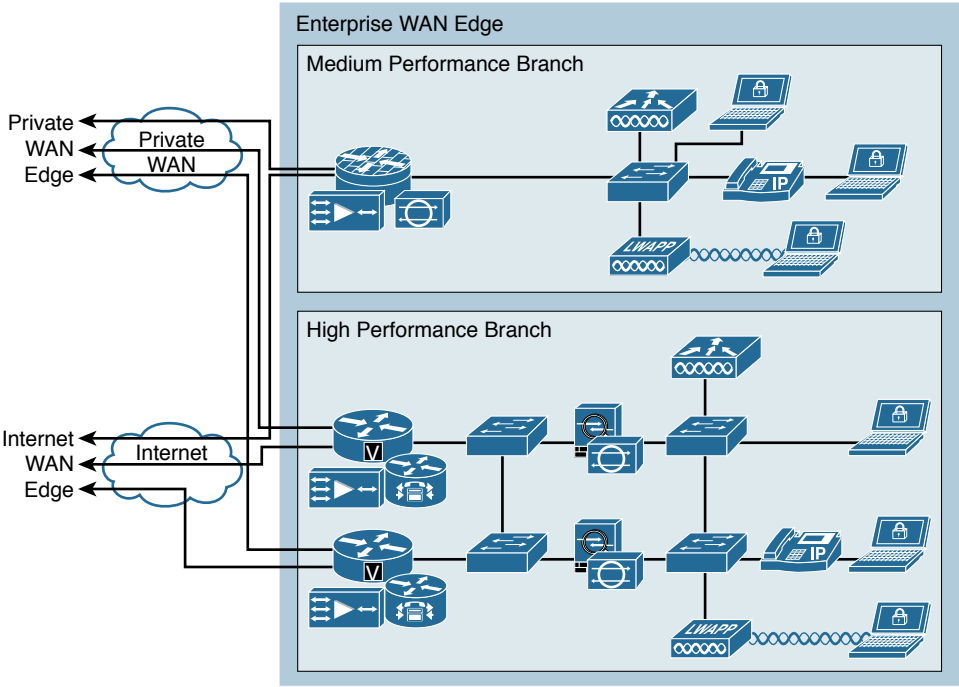 Enterprise WAN Edge
Medium Performance Branch
Private
WAN
Edge
Private
WAN
IP
LWAPP
High Performance Branch
Internet
WAN
Edge
Internet
V
V
IP
LWAPP